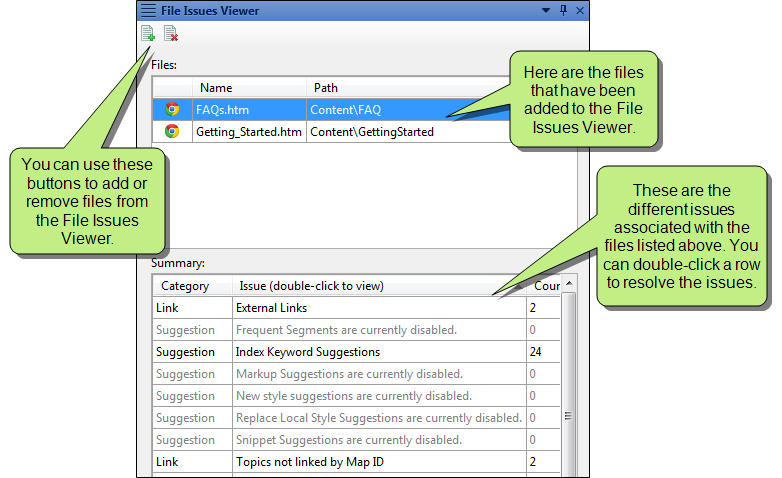 File Issues Viewer
Files:
Name Path
FAQs.htm Content\FAQ
Getting_Started.htm Content\GettingStarted
Here are the files
that have been
added to the File
Issues Viewer.
You can use these
buttons to add or
remove files from
the File Issues
Viewer.
These are the
different issues
associated with the
files listed above. You
can double-click a row
to resolve the issues.
Summary:
Category Issue (double-click to view) Cour
Link External Links 2
Suggestion Frequent Segments are currently disabled. 0
Suggestion Index Keyword Suggestions 24
Suggestion Markup Suggestions are currently disabled. 0
Suggestion New style suggestions are currently disabled. 0
Suggestion Replace Local Style Suggestions are currently disabled. 0
Suggestion Snippet Suggestions are currently disabled. 0
Link Topics not linked by Map ID 2